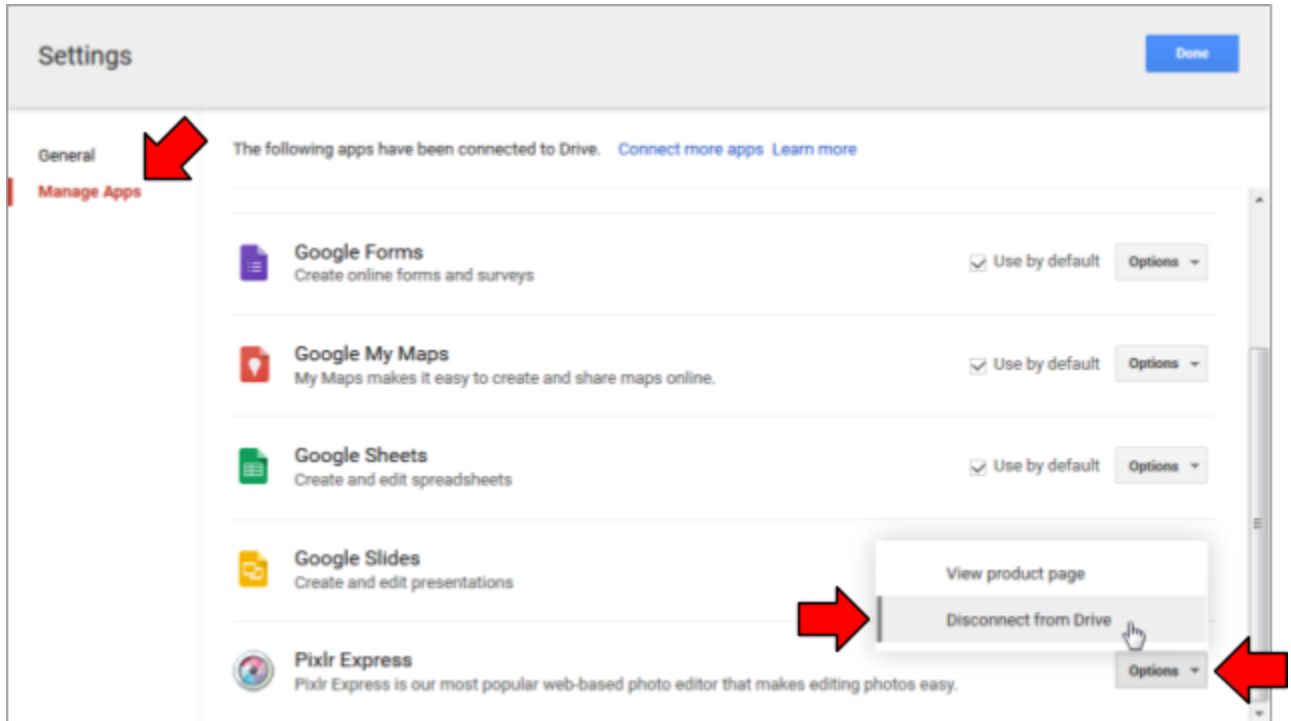 Settings
Done
General
Manage Apps
The following apps have been connected to Drive. Connect more apps Learn more
Google Forms
Create online forms and surveys
Use by default Options
Google My Maps
My Maps makes it easy to create and share maps online.
Use by default Options
Google Sheets
Create and edit spreadsheets
Use by default Options
Google Slides
Create and edit presentations
View product page
Disconnect from Drive
Pixlr Express
Pixlr Express is our most popular web-based photo editor that makes editing photos easy.
Options